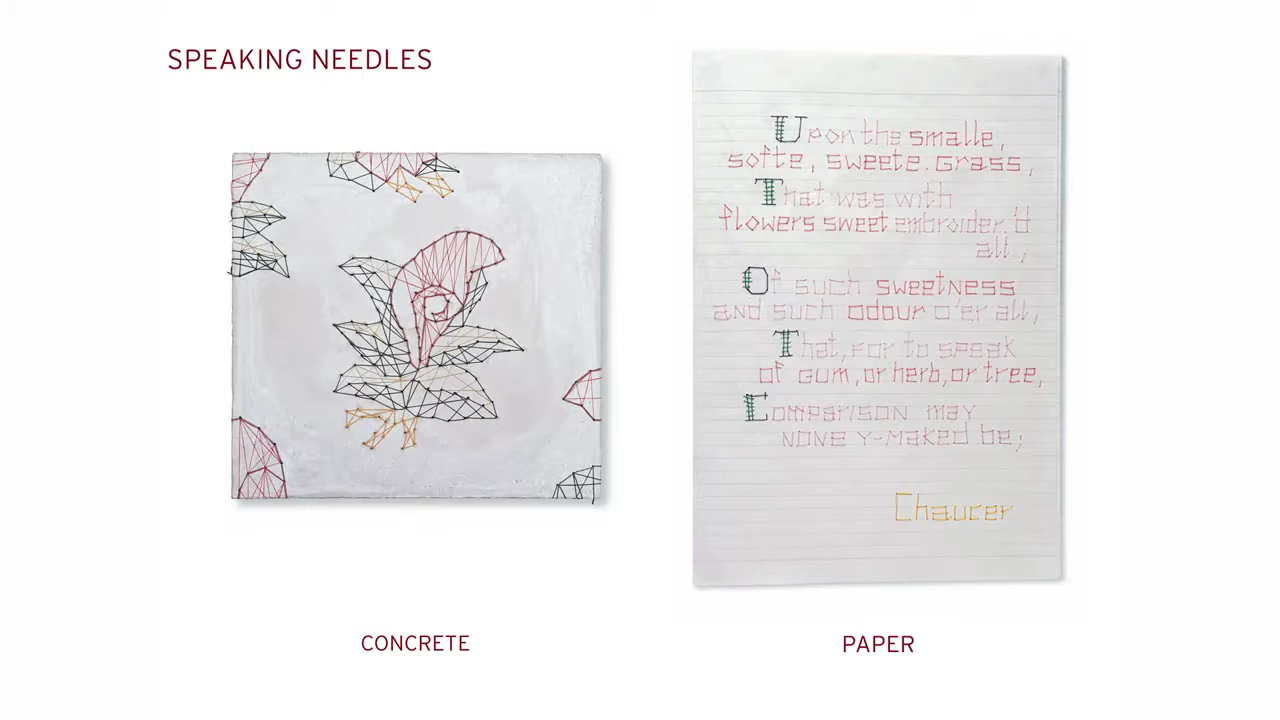 SPEAKING NEEDLES
Upon the smalle,
softe, sweete. Grass,
That was with
flowers sweet embroider.'d
all,
Of such sweetness
and such odour o'er all,
That, for to speak
of gum, or herb, or tree,
Comparison may
none y-maked be;
Chaucer
CONCRETE
PAPER